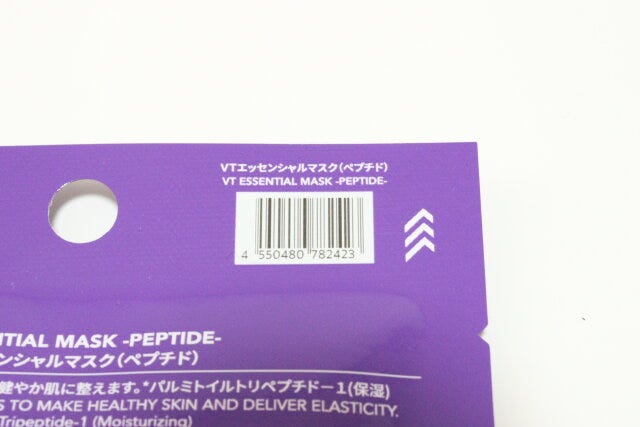 VTエッセンシャルマスク(ペプチド)
VT ESSENTIAL MASK -PEPTIDE-
4 550480 782423
MASK -PEPTIDE-
ンシャルマスク(ペプチド)
健やか肌に整えます。*パルミトイルトリペプチドー1(保湿)
TO MAKE HEALTHY SKIN AND DELIVER ELASTICITY.
Tripeptide-1 (Moisturizing)